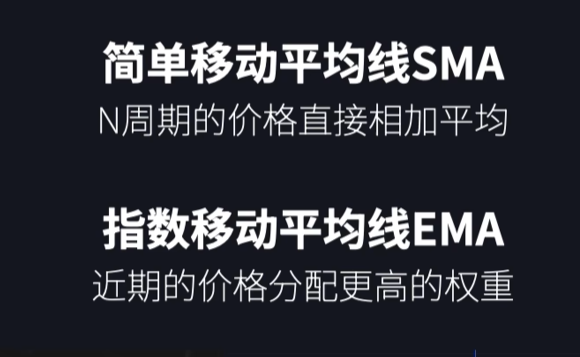 简单移动平均线SMA
N周期的价格直接相加平均
指数移动平均线EMA
近期的价格分配更高的权重